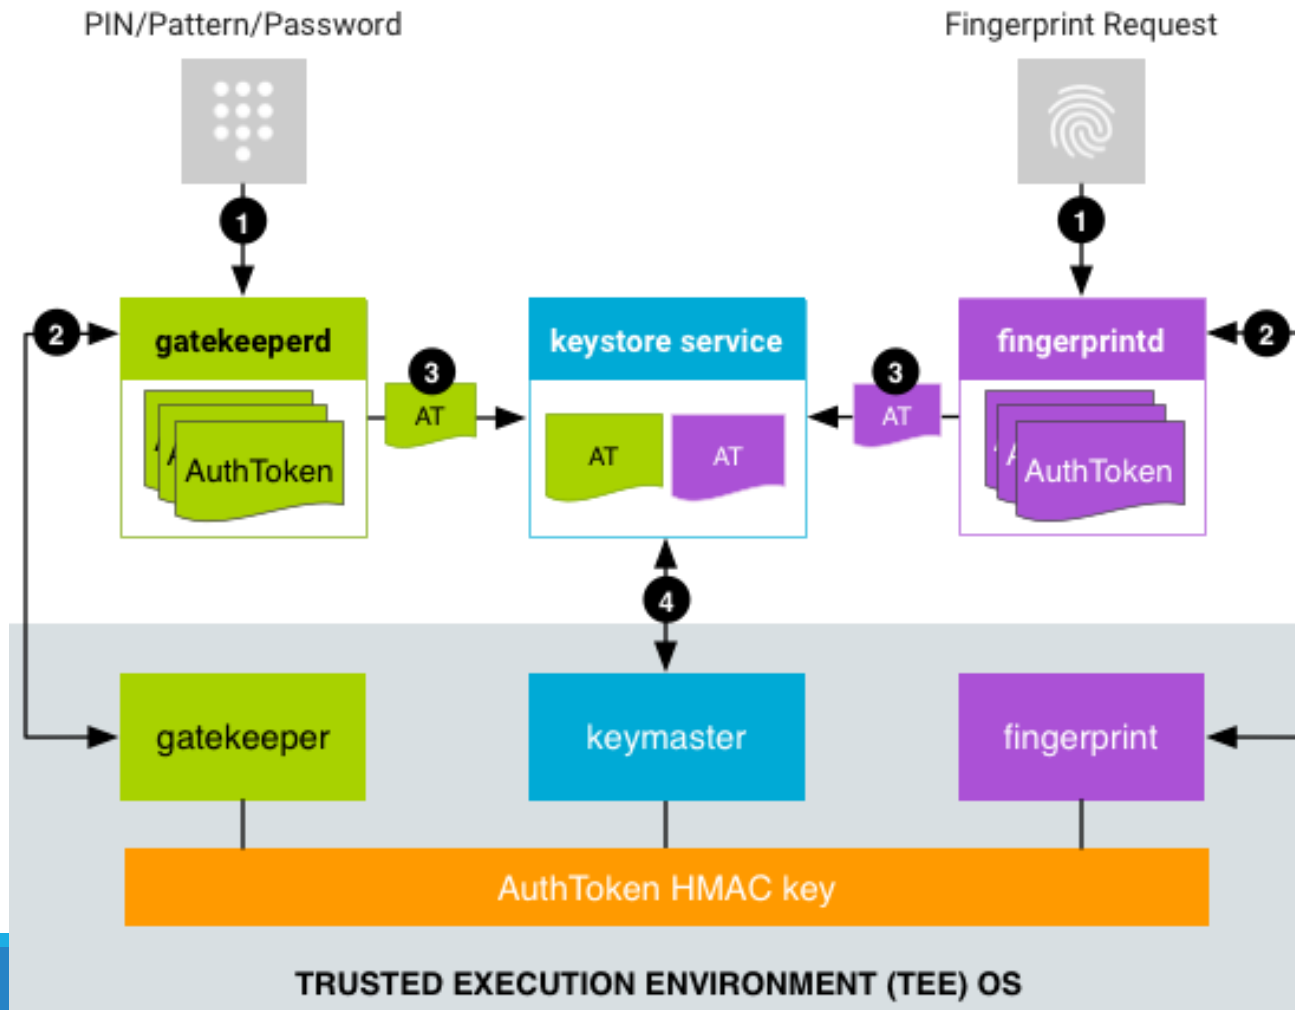 PIN/Pattern/Password
Fingerprint Request
1
1
2
gatekeeperd
keystore service
fingerprintd
2
3
AT
3
AT
AuthToken
AT
AT
AuthToken
4
gatekeeper
keymaster
fingerprint
AuthToken HMAC key
TRUSTED EXECUTION ENVIRONMENT (TEE) OS